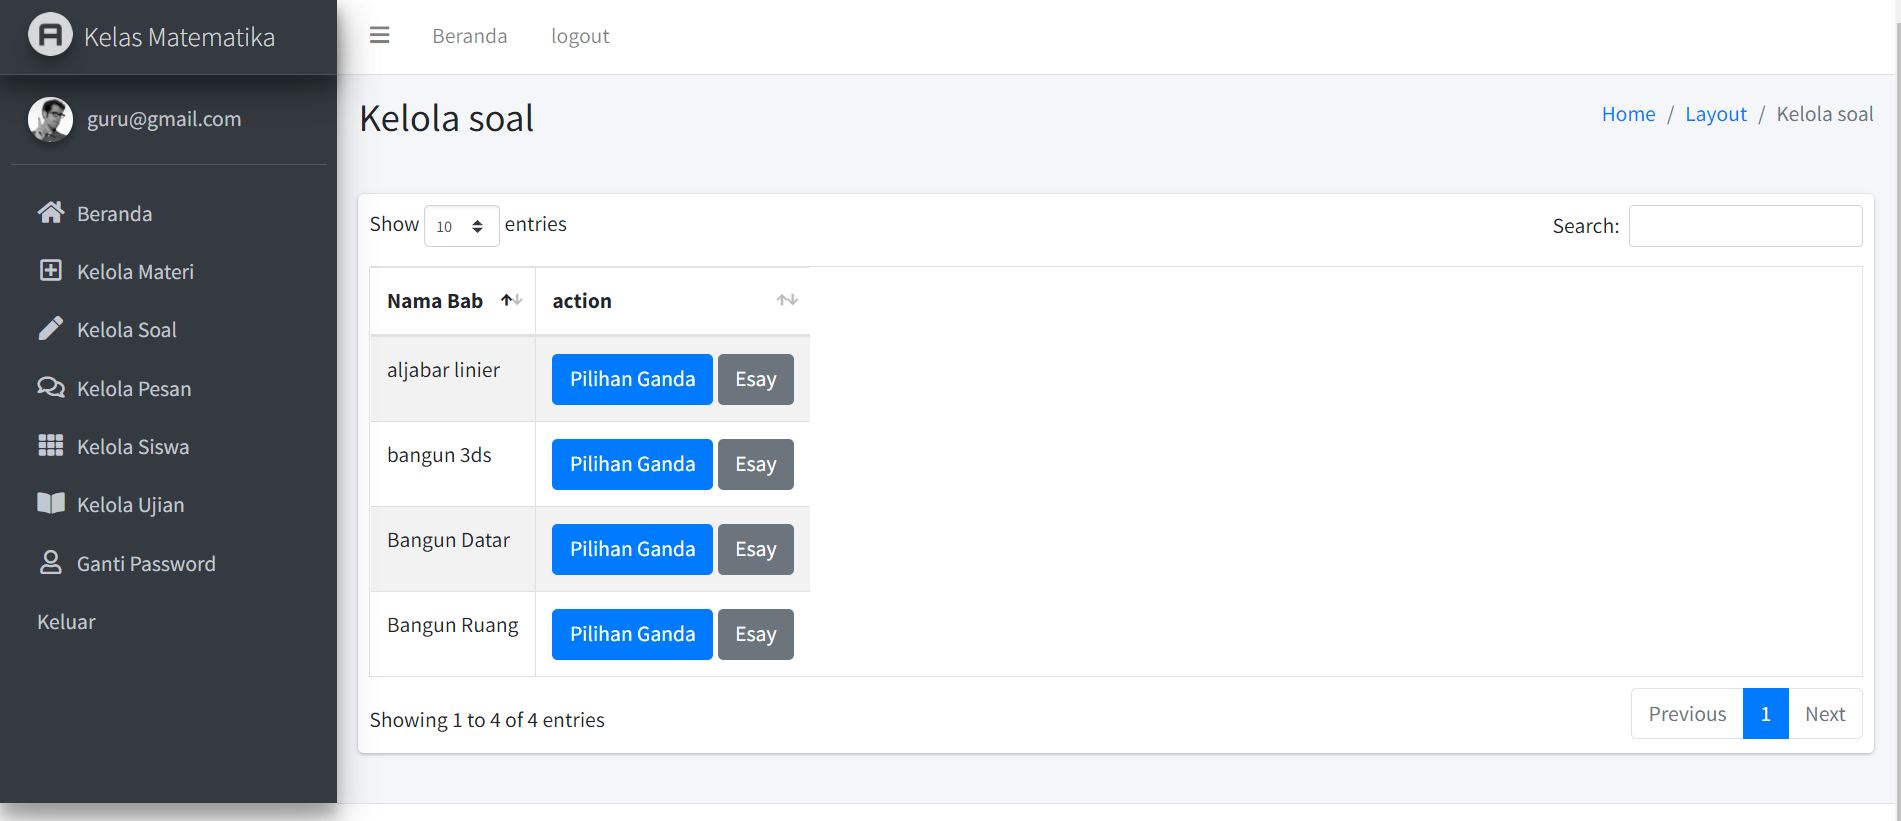 Kelas Matematika
Beranda logout
guru@gmail.com
Beranda
Kelola Materi
Kelola Soal
Kelola Pesan
Kelola Siswa
Kelola Ujian
Ganti Password
Keluar
Kelola soal
Home / Layout / Kelola soal
Show 10 entries
Search:
Nama Bab action
aljabar linier Pilihan Ganda Esay
bangun 3ds Pilihan Ganda Esay
Bangun Datar Pilihan Ganda Esay
Bangun Ruang Pilihan Ganda Esay
Showing 1 to 4 of 4 entries
Previous 1 Next